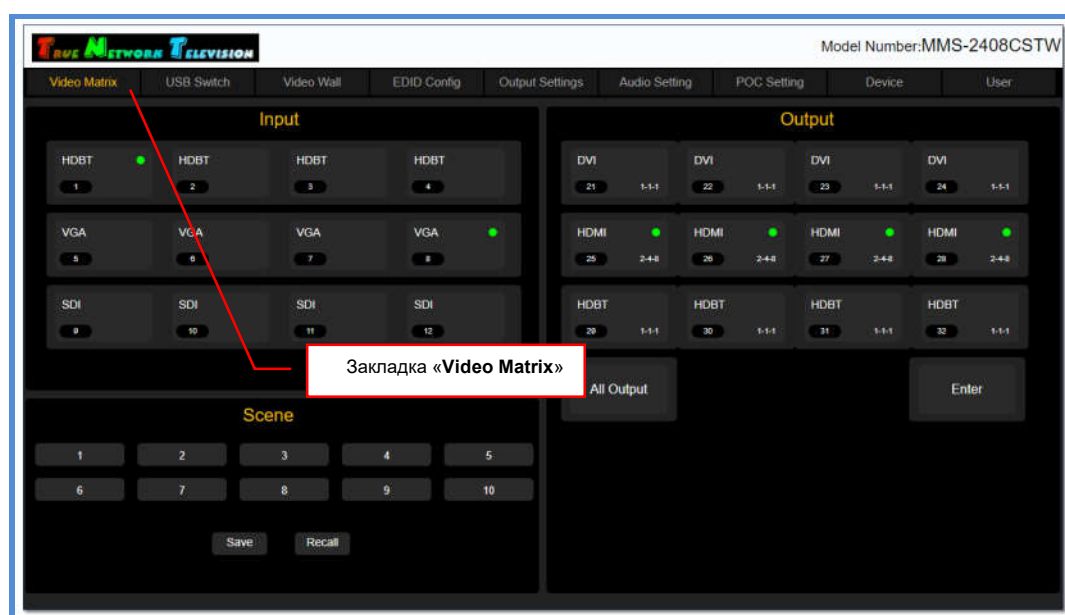 TRUE NETWORK TELEVISION
Model Number:MMS-2408CSTW
Video Matrix USB Switch Video Wall EDID Config Output Settings Audio Setting POC Setting Device User
Input
HDBT HDBT HDBT HDBT
1 2 3 4
VGA VGA VGA VGA
5 6 7 8
SDI SDI SDI SDI
9 10 11 12
Закладка «Video Matrix»
Scene
1 2 3 4 5
6 7 8 9 10
Save Recall
Output
DVI DVI DVI DVI
21 1-1-1 22 1-1-1 23 1-1-1 24 1-1-1
HDMI HDMI HDMI HDMI
25 2-4-8 26 2-4-8 27 2-4-8 28 2-4-8
HDBT HDBT HDBT HDBT
29 1-1-1 30 1-1-1 31 1-1-1 32 1-1-1
All Output Enter